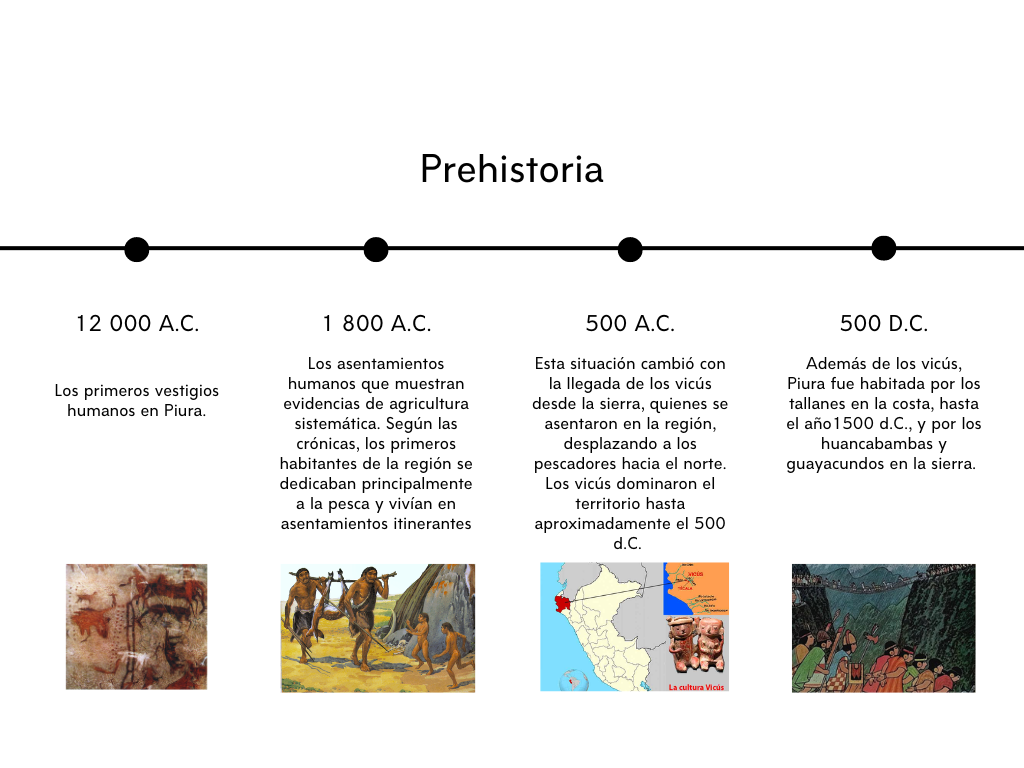 Prehistoria
12 000 A.C.
Los primeros vestigios
humanos en Piura.
1 800 A.C.
Los asentamientos
humanos que muestran
evidencias de agricultura
sistemática. Según las
crónicas, los primeros
habitantes de la región se
dedicaban principalmente
a la pesca y vivían en
asentamientos itinerantes
500 A.C.
Esta situación cambió con
la llegada de los vicús
desde la sierra, quienes se
asentaron en la región,
desplazando a los
pescadores hacia el norte.
Los vicús dominaron el
territorio hasta
aproximadamente el 500
d.C.
VICÚS
La cultura Vicús
500 D.C.
Además de los vicús,
Piura fue habitada por los
tallanes en la costa, hasta
el año1500 d.C., y por los
huancabambas y
guayacundos en la sierra.